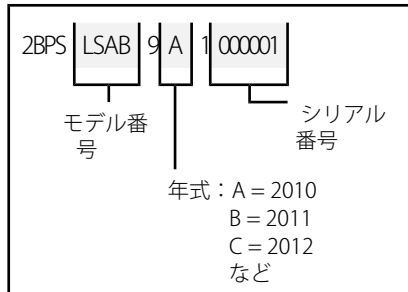 2BPS LSAB 9 A 1 000001
モデル番
号
シリアル
番号
年式：A = 2010
B = 2011
C = 2012
など